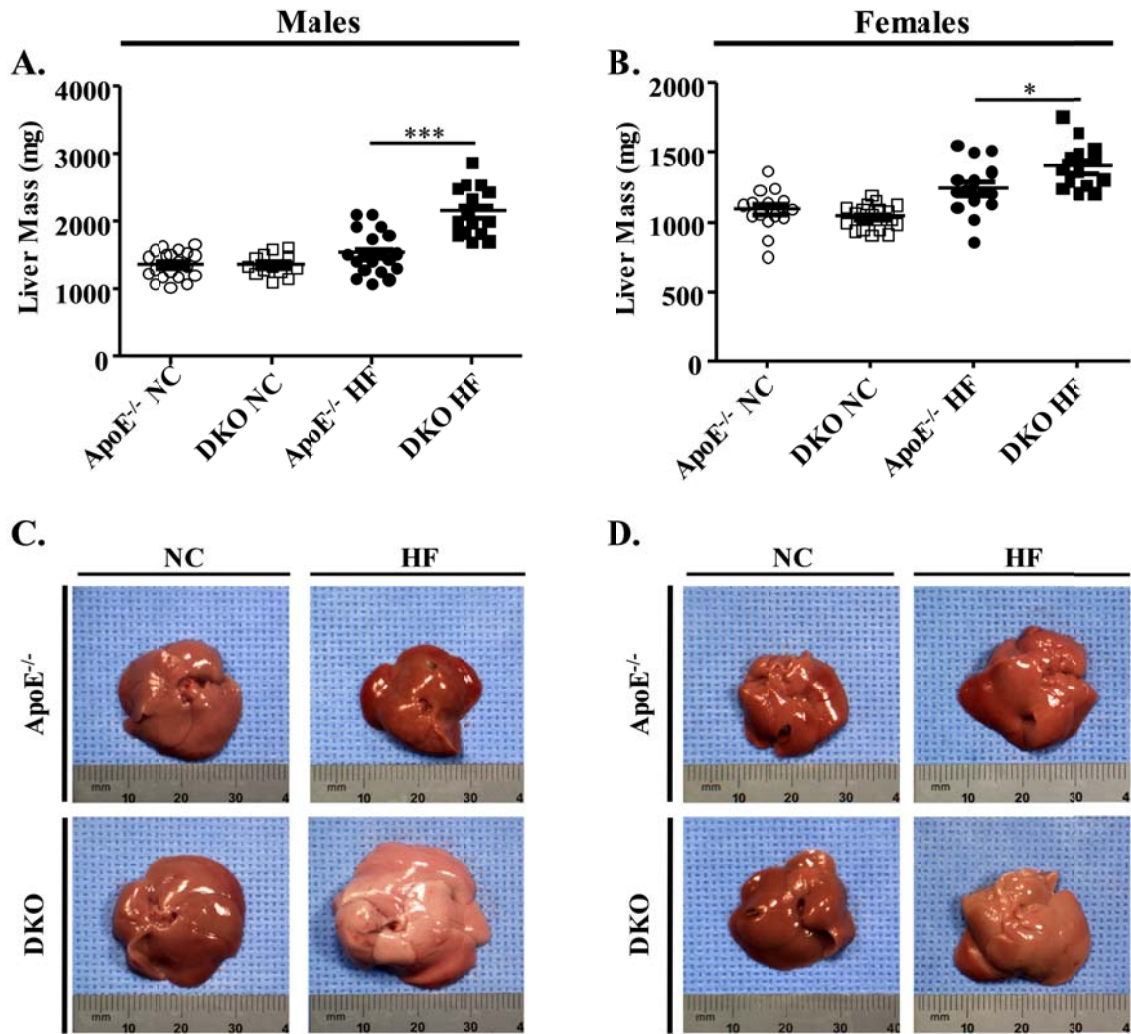 Males
Females
A.
B.
Liver Mass (mg)
4000
3000
2000
1000
0
***
ApoE-/- NC
DKO NC
ApoE-/- HF
DKO HF
Liver Mass (mg)
2000
1500
1000
500
0
*
ApoE-/- NC
DKO NC
ApoE-/- HF
DKO HF
C.
D.
NC
HF
NC
HF
ApoE-/-
mm 10 20 30 4
mm 10 20 30 4
ApoE-/-
mm 10 20 30 4
mm 10 20 30 4
DKO
mm 10 20 30 4
mm 10 20 30 4
DKO
mm 10 20 30 4
mm 10 20 30 4